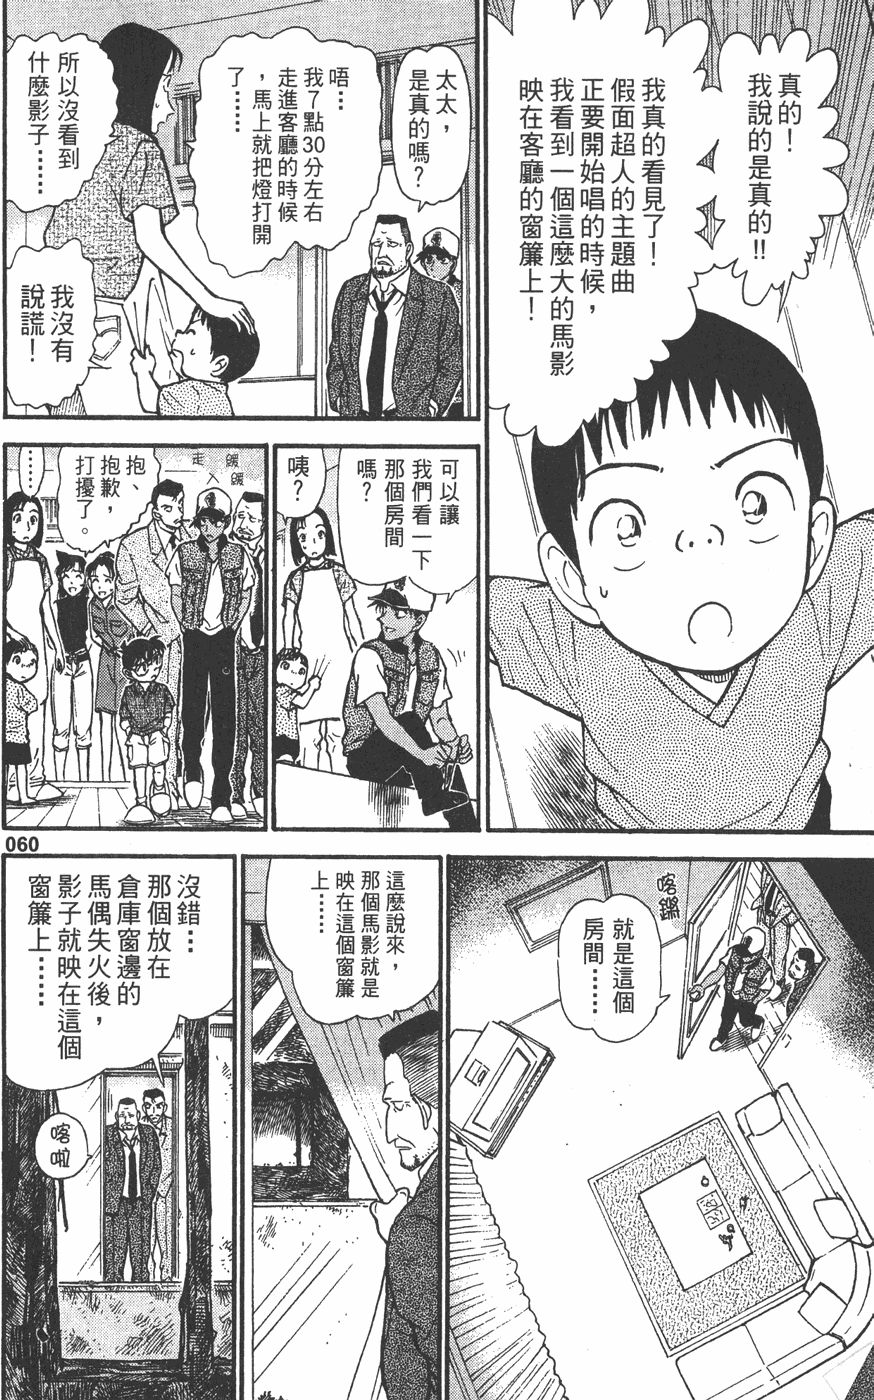 真的！
我說的是真的!!
我真的看見了！
假面超人的主題曲
正要開始唱的時候，
我看到一個這麼大的馬影
映在客廳的窗簾上！
太太，
是真的嗎？
唔…
我7點30分左右
走進客廳的時候
，馬上就把燈打開
了……
所以沒看到
什麼影子……
我沒有
說謊！
可以讓
我們看一下
那個房間
嗎？
咦？
緩緩
走入
抱、
抱歉，
打擾了。
……
060
喀鏘
就是這個
房間……
這麼說來，
那個馬影就是
映在這個窗簾
上……
沒錯…
那個放在
倉庫窗邊的
馬偶失火後，
影子就映在這個
窗簾上……
喀啦